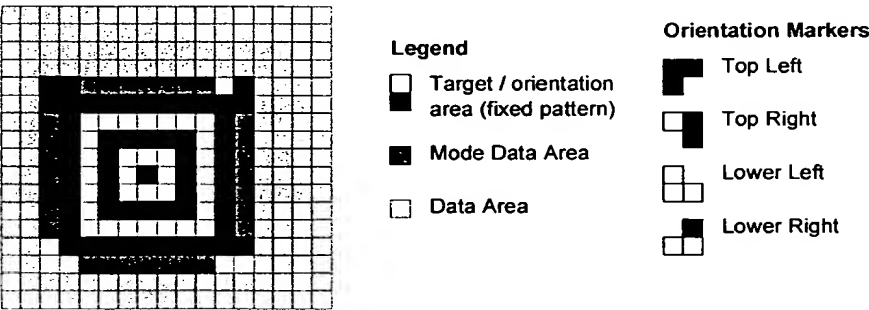 Legend
Target / orientation
area (fixed pattern)
Mode Data Area
Data Area
Orientation Markers
Top Left
Top Right
Lower Left
Lower Right